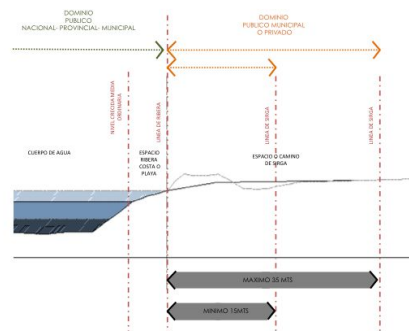 DOMINIO
PUBLICO
NACIONAL- PROVINCIAL- MUNICIPAL
DOMINIO
PUBLICO MUNICIPAL
O PRIVADO
NIVEL CRECIDA MEDIA
ORDINARIA
LINEA DE RIBERA
LINEA DE SIRGA
LINEA DE SIRGA
CUERPO DE AGUA
ESPACIO
RIBERA
COSTA O
PLAYA
ESPACIO O CAMINO
DE SIRGA
MAXIMO 35 MTS
MINIMO 15MTS